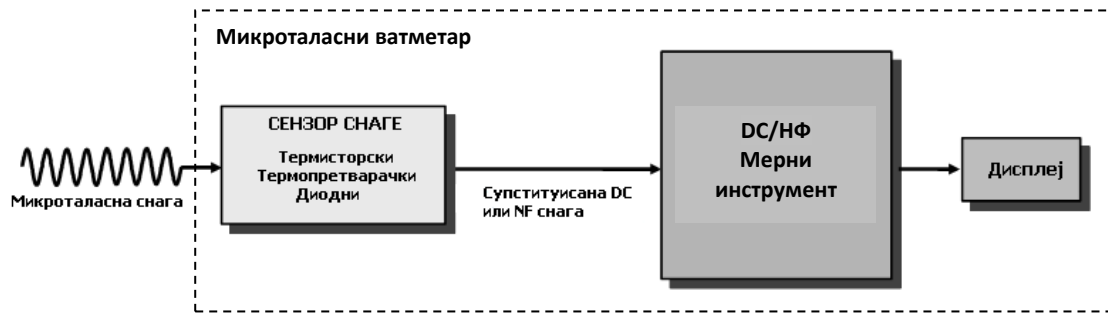 Микроталасни ватметар
СЕНЗОР СНАГЕ
Термисторски
Термопретварачки
Диодни
Микроталасна снага
Супституисана DC
или NF снага
DC/НФ
Мерни
инструмент
Дисплеј